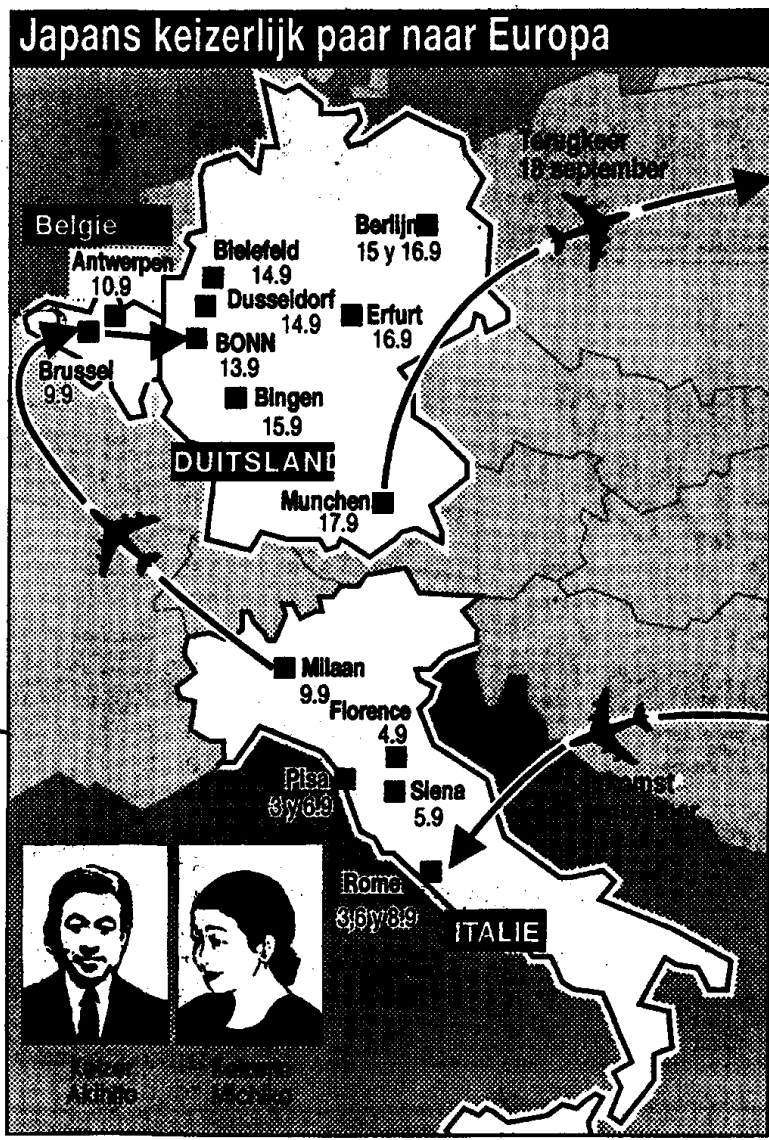 Japans keizerlijk paar naar Europa
Terugkeer
18 september
Belgie
Antwerpen
10.9
Brussel
9.9
Bielefeld
14.9
Dusseldorf
14.9
BONN
13.9
Bingen
15.9
Berlijn
15 y 16.9
Erfurt
16.9
DUITSLAND
Munchen
17.9
Milaan
9.9
Florence
4.9
Pisa
3 y 6.9
Siena
5.9
Rome
3,6 y 8.9
ITALIE
Keizer
Akihito
Michiko